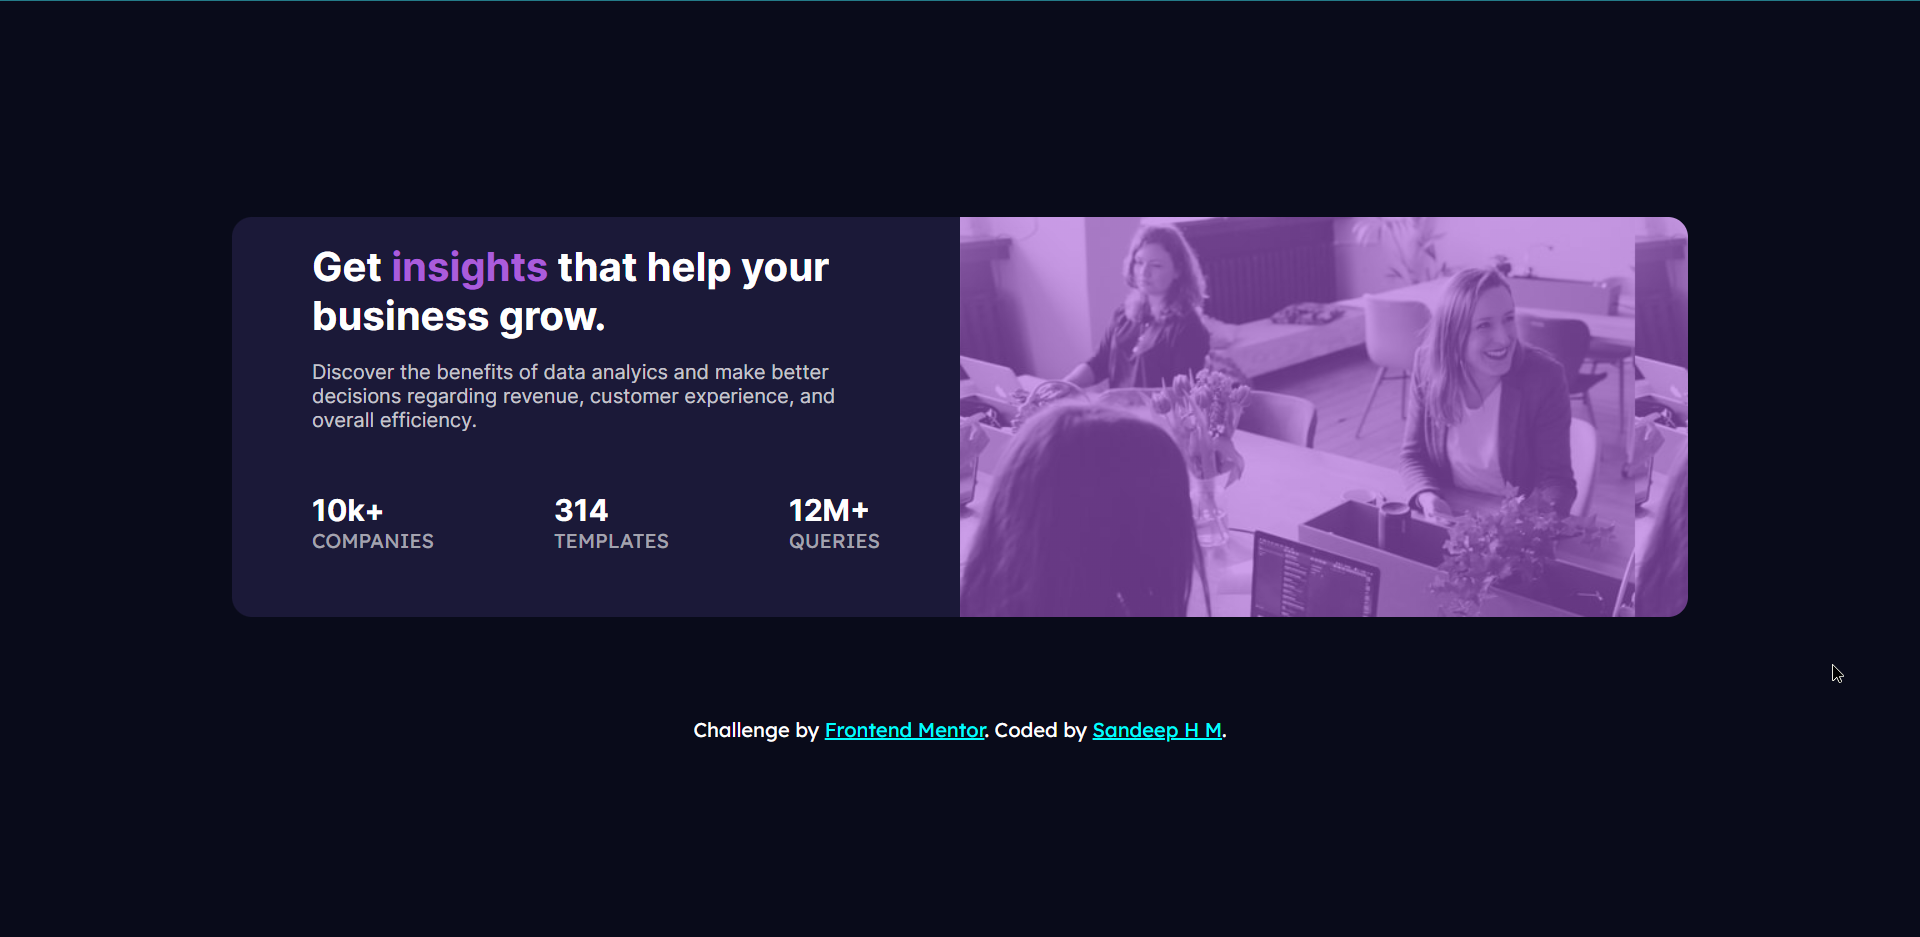 Get insights that help your
business grow.
Discover the benefits of data analyics and make better
decisions regarding revenue, customer experience, and
overall efficiency.
10k+ 314 12M+
COMPANIES TEMPLATES QUERIES
Challenge by Frontend Mentor. Coded by Sandeep H M.